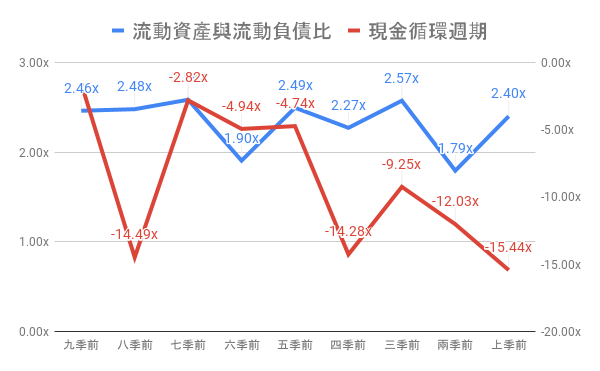 流動資產與流動負債比 現金循環週期
3.00x 2.46x 2.48x -2.82x 2.49x 2.57x 2.40x 0.00x
-4.94x -4.74x 2.27x
2.00x 1.90x 1.79x -5.00x
-9.25x -10.00x
-12.03x
1.00x -14.49x -14.28x -15.44x -15.00x
0.00x -20.00x
九季前 八季前 七季前 六季前 五季前 四季前 三季前 兩季前 上季前